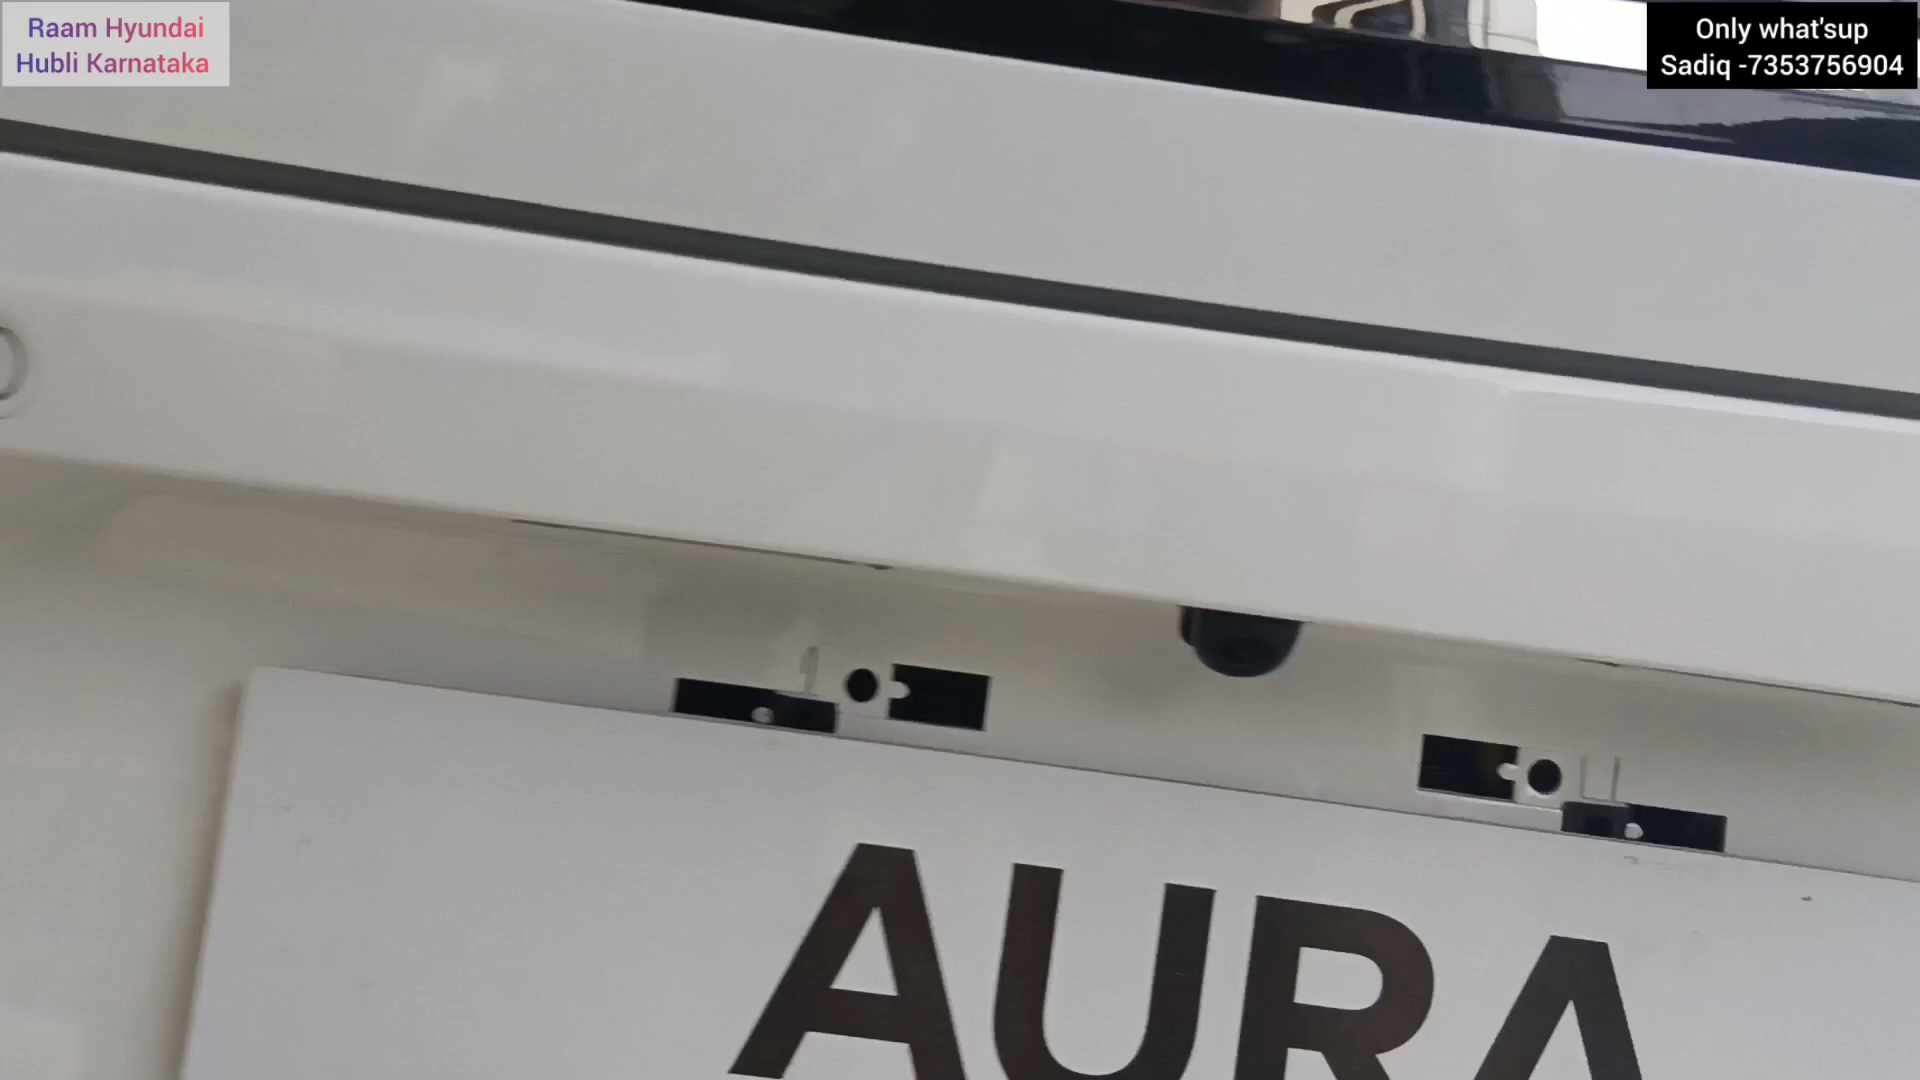 Raam Hyundai
Hubli Karnataka
Only what'sup
Sadiq -7353756904
AURA